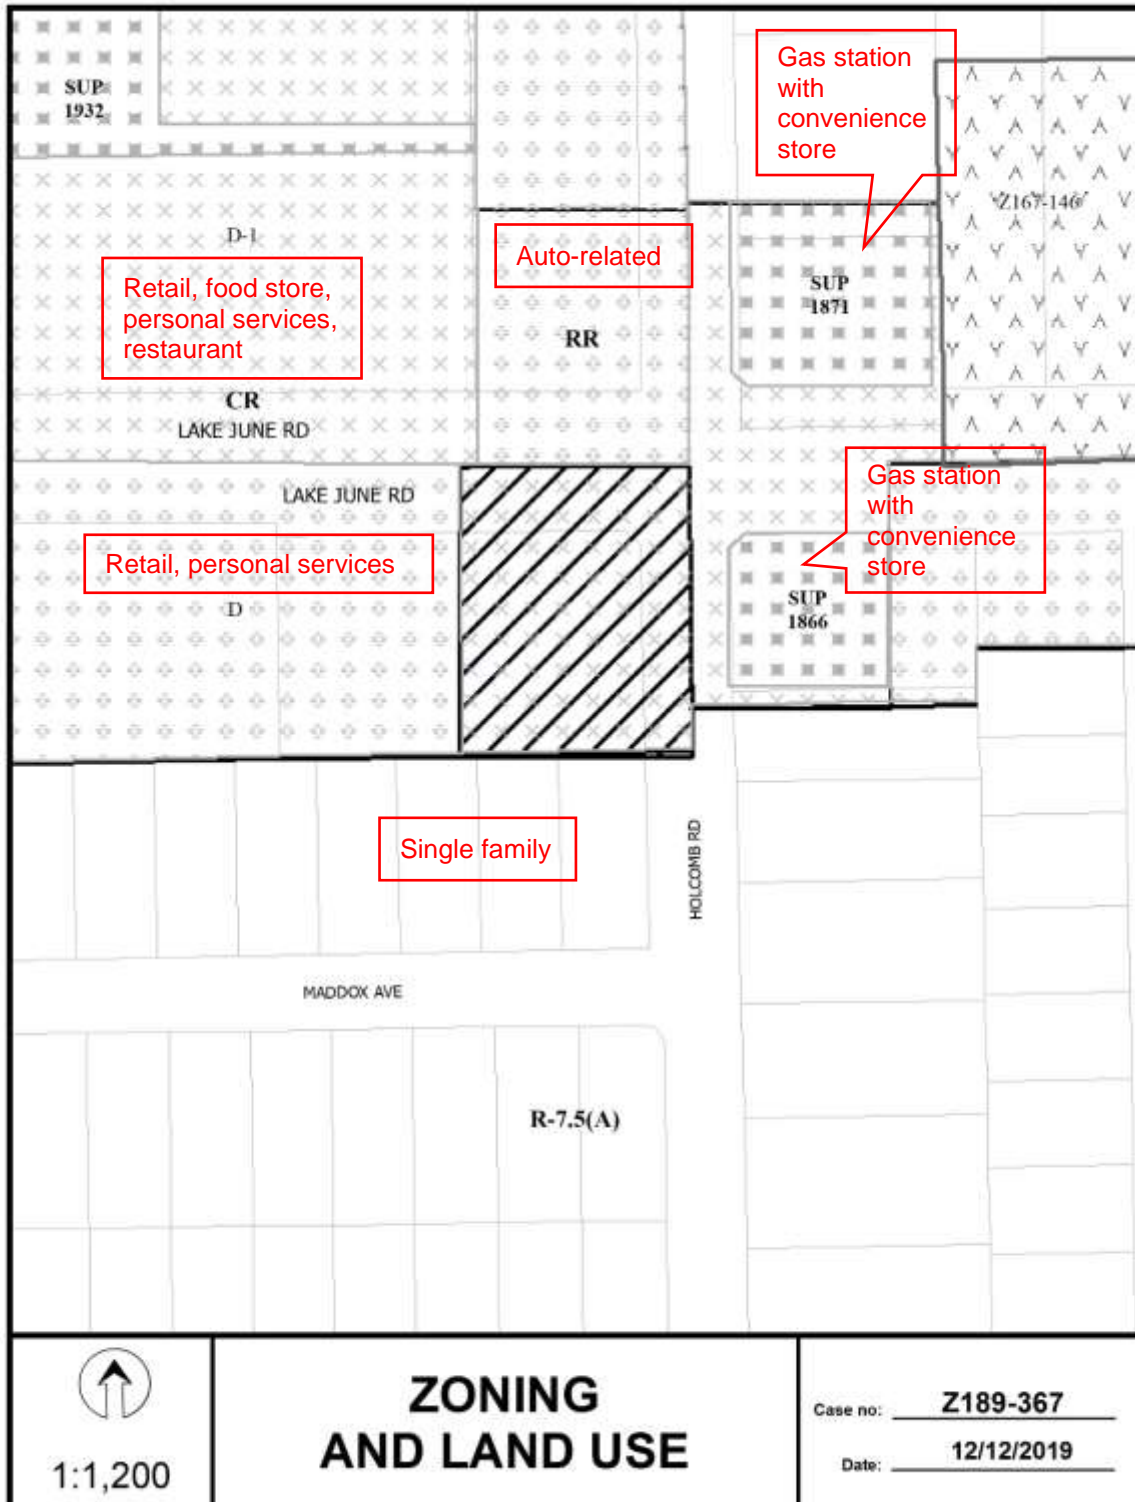 SUP
1932
Gas station
with
convenience
store
Z167-146
D-1
Auto-related
Retail, food store,
personal services,
restaurant
SUP
1871
RR
CR
LAKE JUNE RD
LAKE JUNE RD
Gas station
with
convenience
store
Retail, personal services
D
SUP
1866
Single family
HOLCOMB RD
MADDOX AVE
R-7.5(A)
1:1,200
ZONING
AND LAND USE
Case no: Z189-367
Date: 12/12/2019